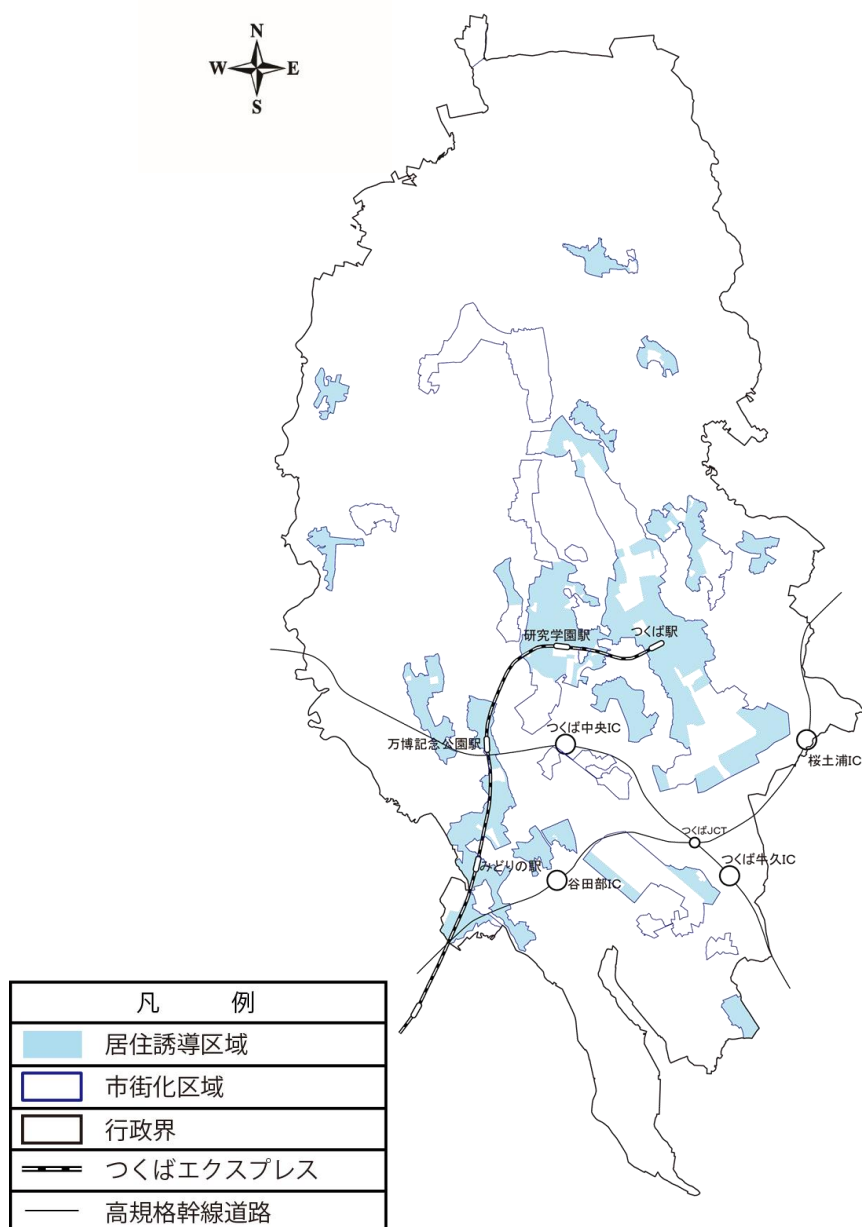 N
W E
S
研究学園駅
つくば駅
万博記念公園駅
つくば中央IC
桜土浦IC
つくばJCT
みどりの駅
谷田部IC
つくば牛久IC
凡 例
居住誘導区域
市街化区域
行政界
つくばエクスプレス
高規格幹線道路